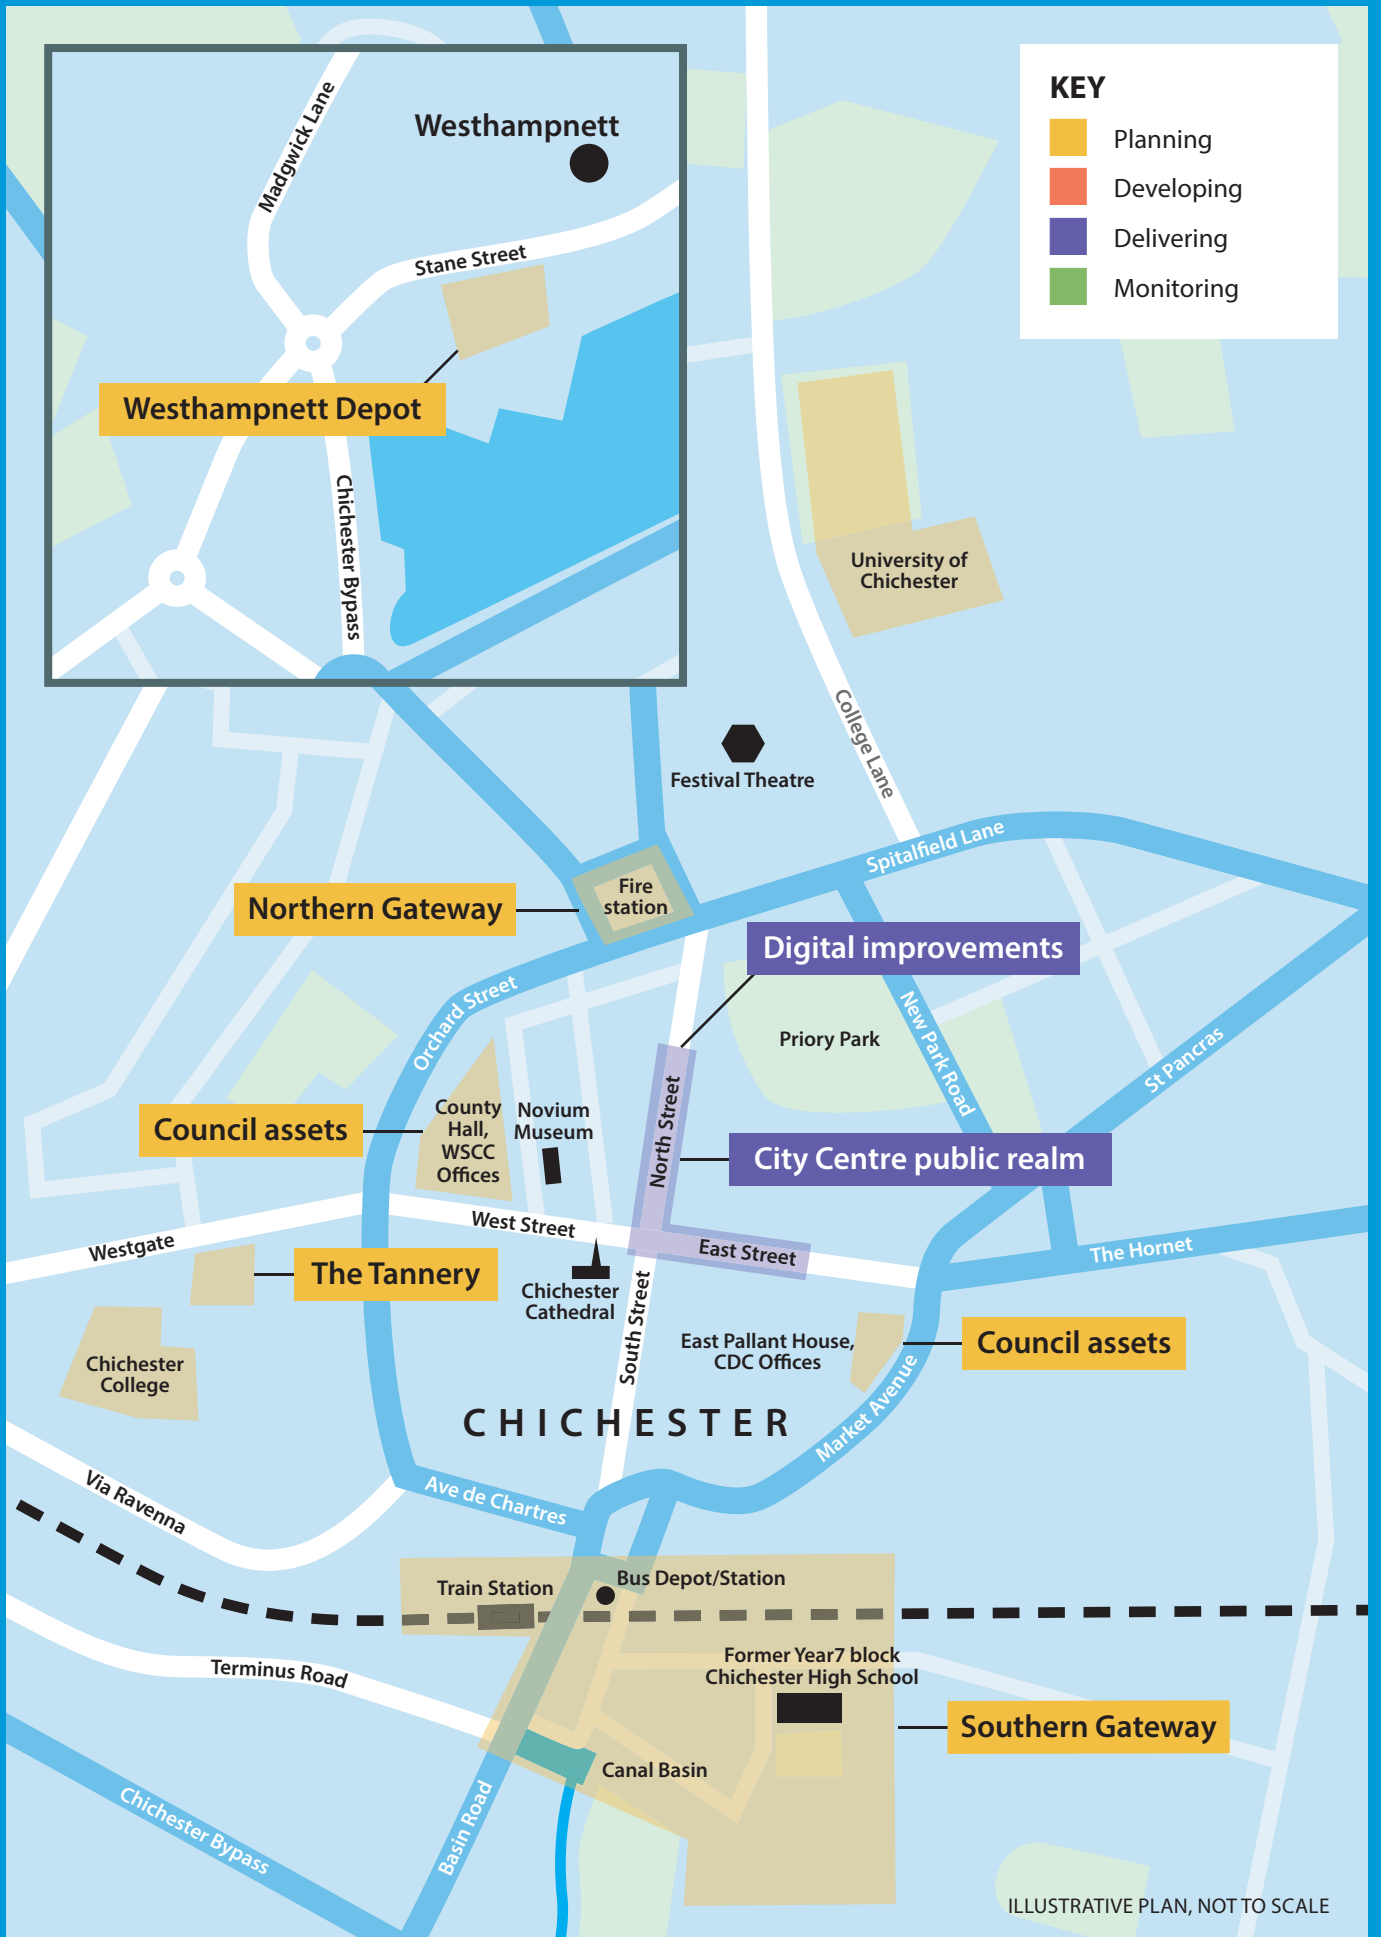 Westhampnett
Madgwick Lane
Stane Street
Westhampnett Depot
Chichester Bypass
KEY
Planning
Developing
Delivering
Monitoring
University of
Chichester
College Lane
Festival Theatre
Spitalfield Lane
Fire
station
Northern Gateway
Digital improvements
Orchard Street
New Park Road
Priory Park
St Pancras
North Street
County
Hall,
WSCC
Offices
Novium
Museum
Council assets
City Centre public realm
West Street
Westgate
East Street
The Hornet
The Tannery
Chichester
Cathedral
South Street
East Pallant House,
CDC Offices
Council assets
Chichester
College
Market Avenue
CHICHESTER
Via Ravenna
Ave de Chartres
Train Station
Bus Depot/Station
Former Year7 block
Chichester High School
Terminus Road
Southern Gateway
Canal Basin
Chichester Bypass
Basin Road
ILLUSTRATIVE PLAN, NOT TO SCALE